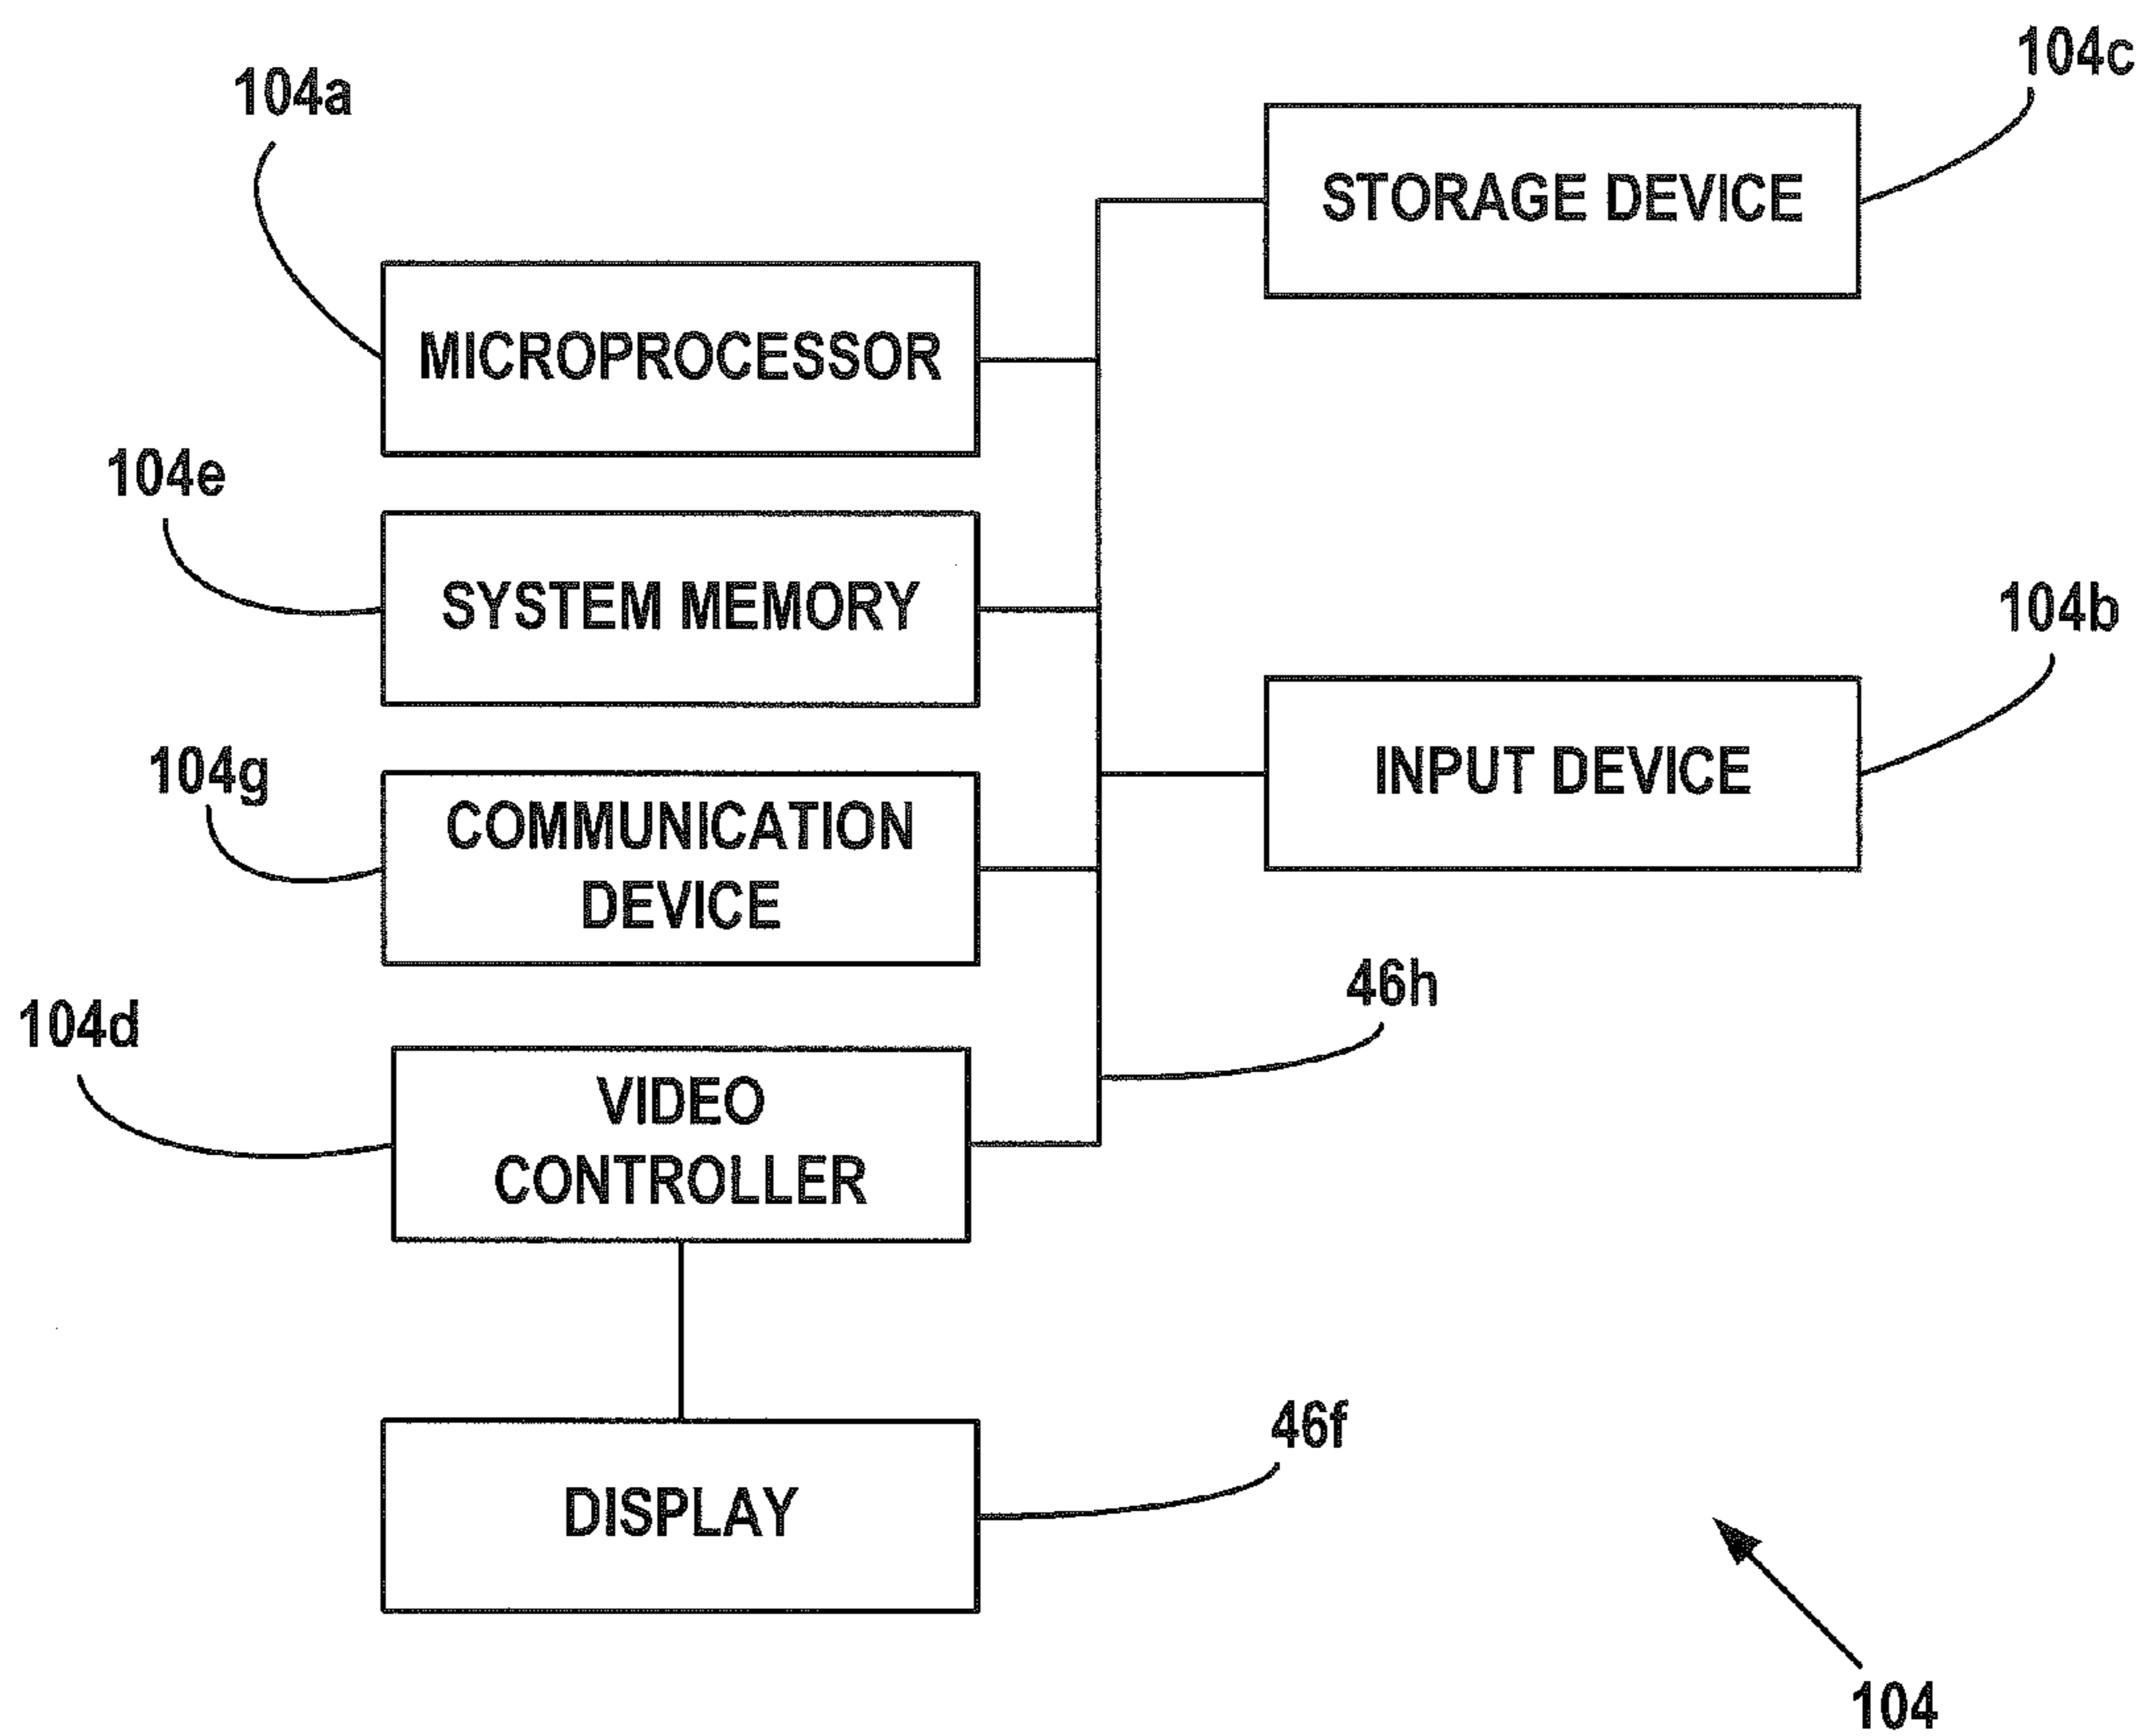 104a
104c
STORAGE DEVICE
MICROPROCESSOR
104e
SYSTEM MEMORY
104b
INPUT DEVICE
104g
COMMUNICATION
DEVICE
46h
104d
VIDEO
CONTROLLER
46f
DISPLAY
104